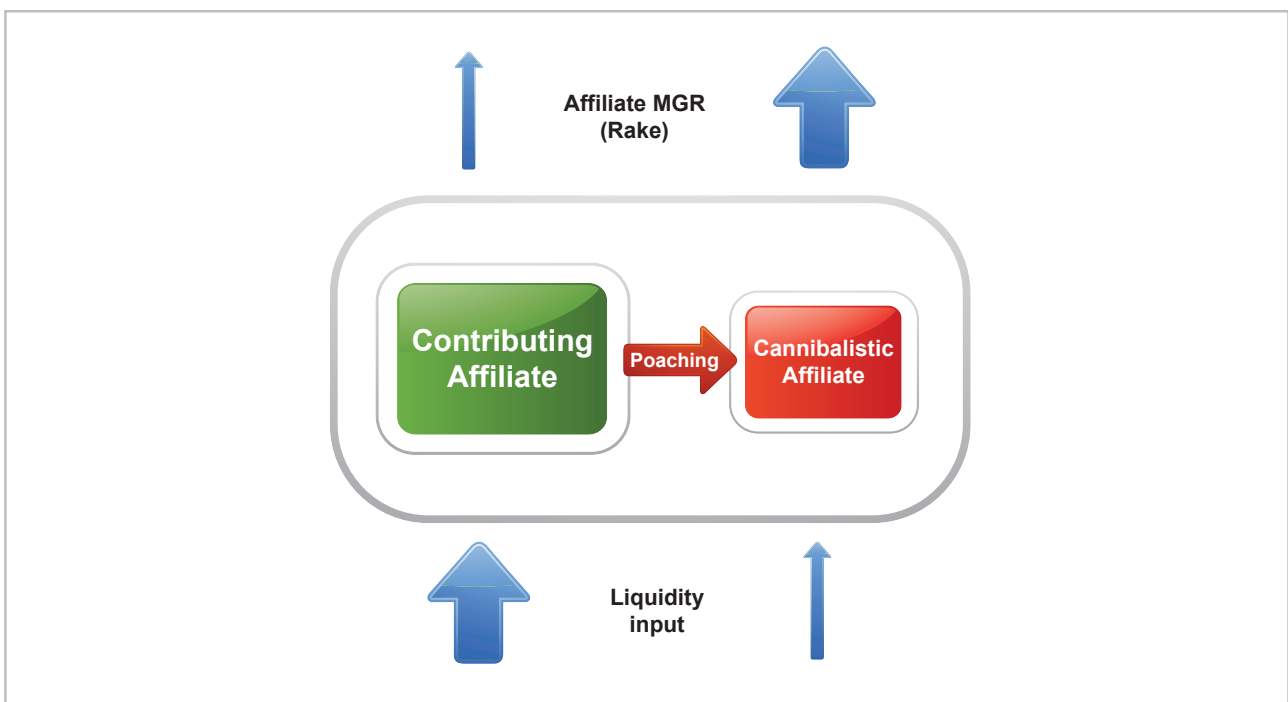 Affiliate MGR
(Rake)
Contributing
Affiliate
Poaching
Cannibalistic
Affiliate
Liquidity
input